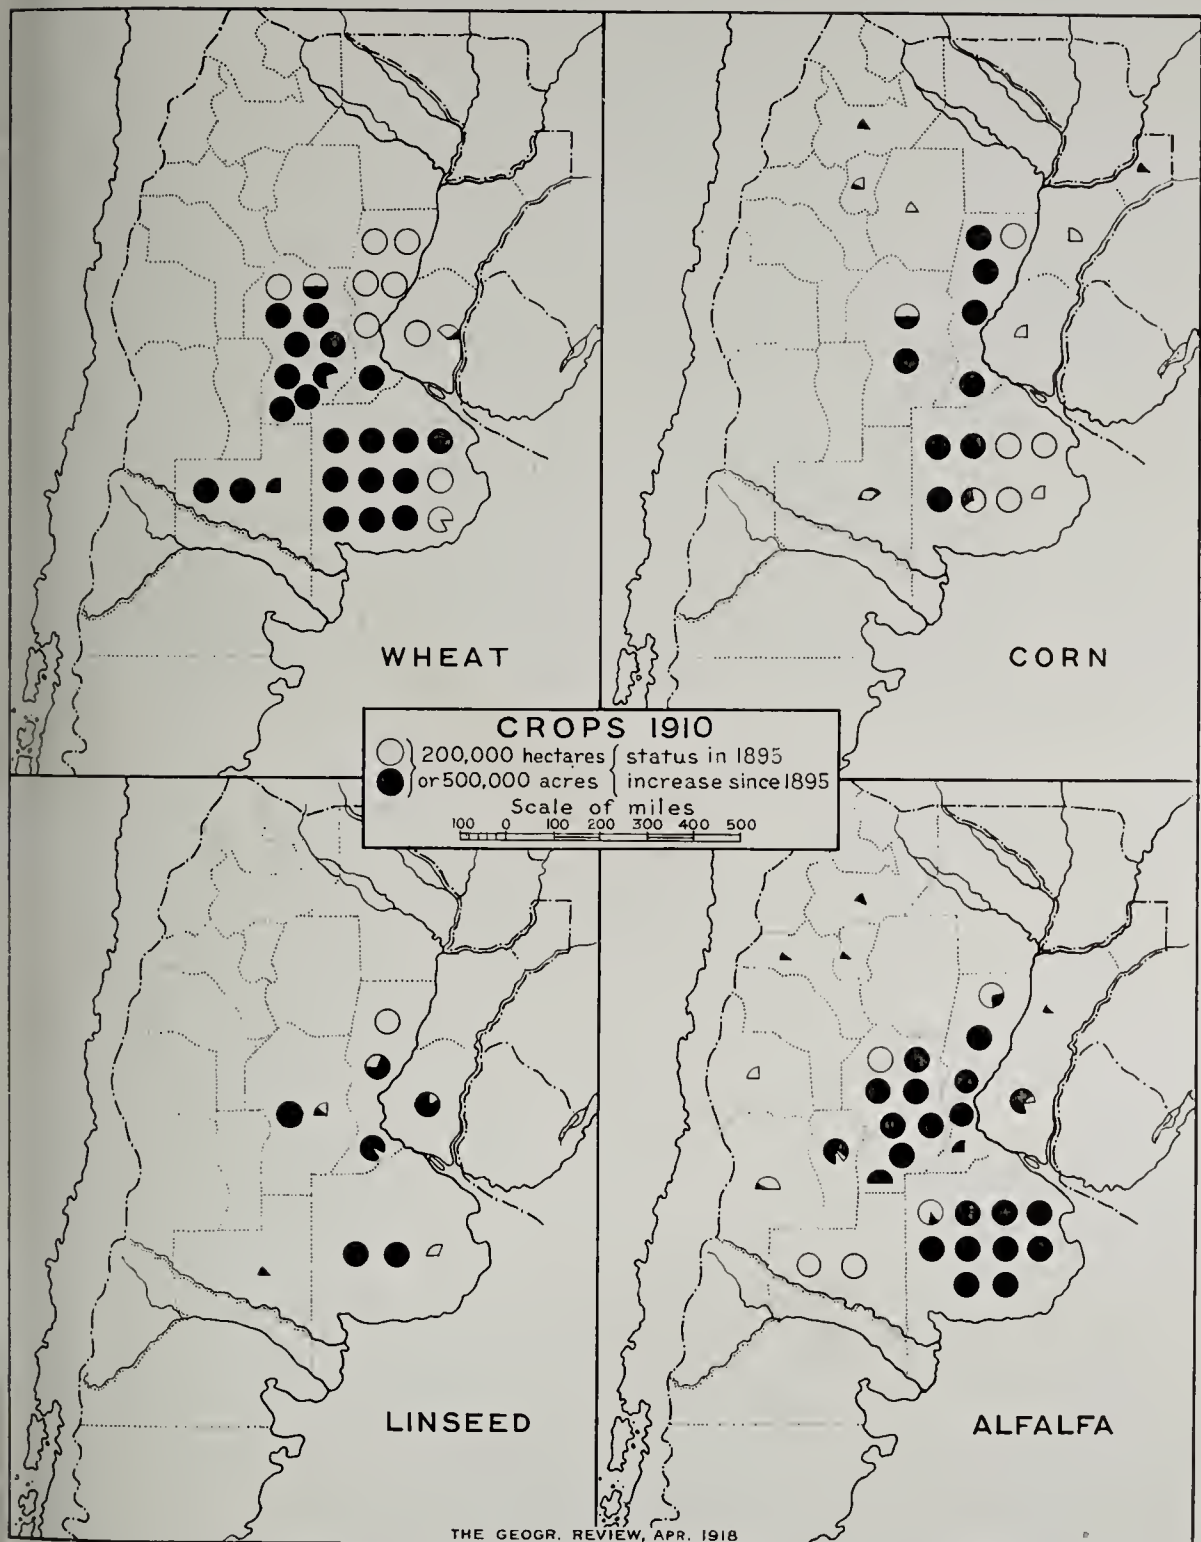 WHEAT
CORN
CROPS 1910
200,000 hectares { status in 1895
or 500,000 acres { increase since 1895
Scale of miles
100 0 100 200 300 400 500
LINSEED
ALFALFA
THE GEOGR. REVIEW, APR. 1918